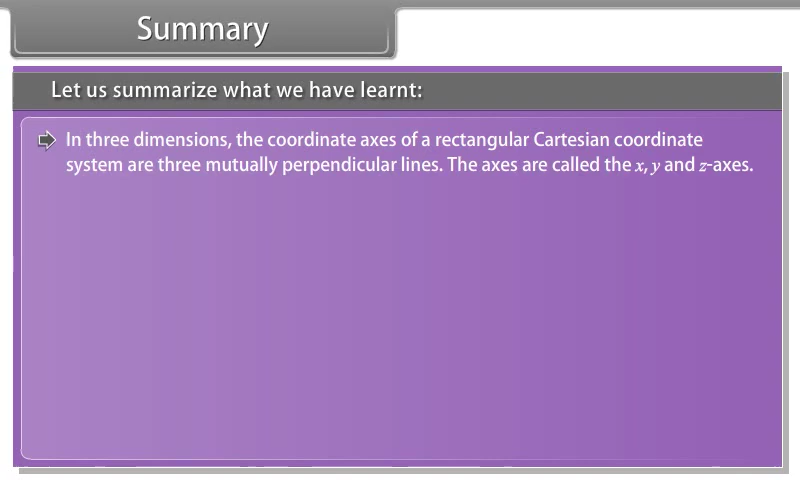 Summary
Let us summarize what we have learnt:
In three dimensions, the coordinate axes of a rectangular Cartesian coordinate
system are three mutually perpendicular lines. The axes are called the x, y and z-axes.